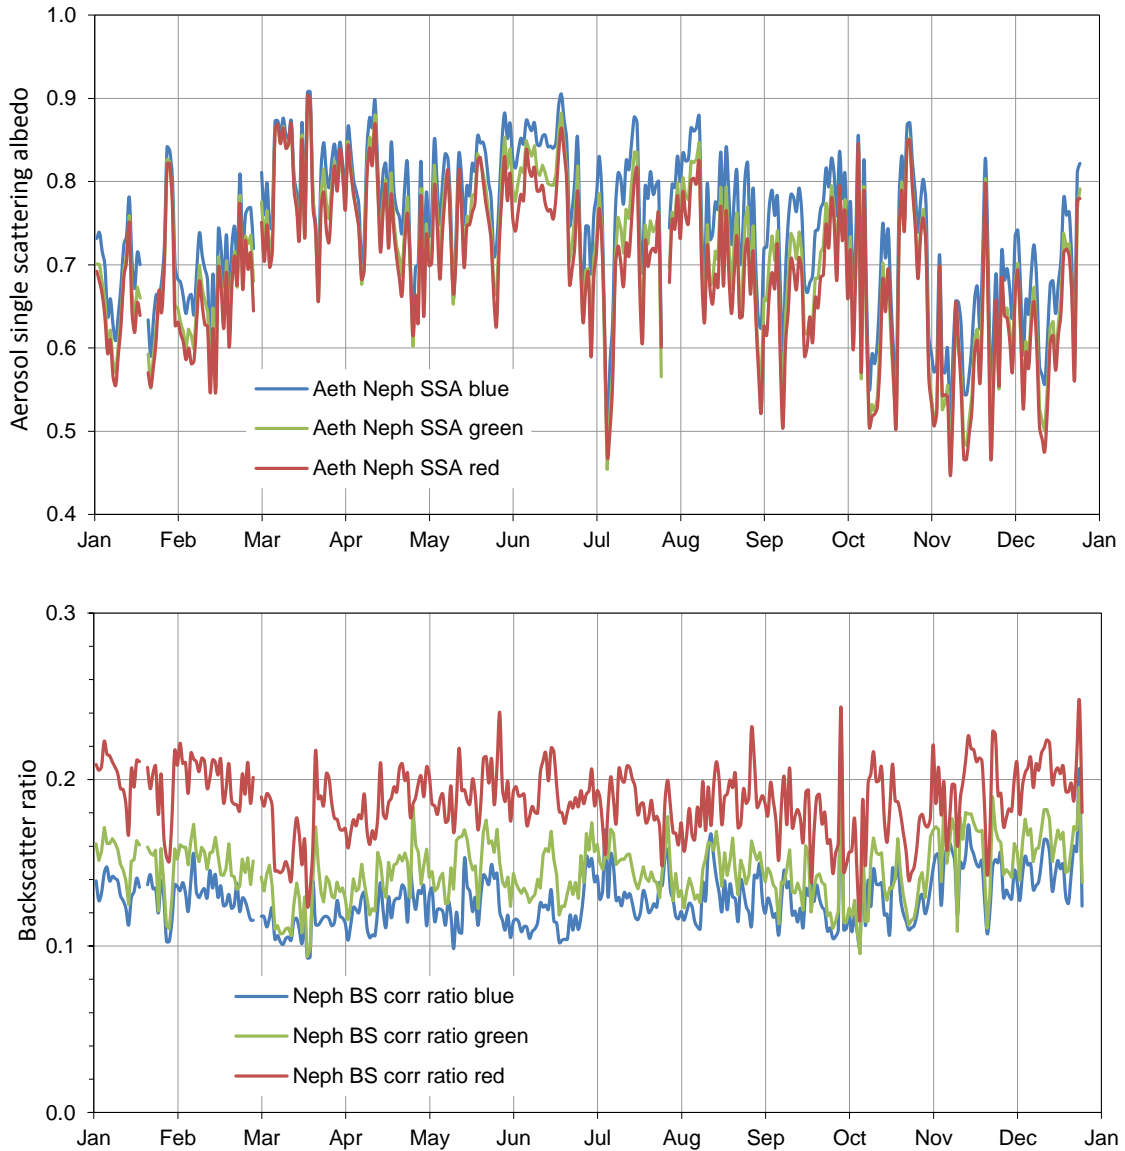 1.0
0.9
0.8
0.7
0.6
0.5
0.4
Aerosol single scattering albedo
Aeth Neph SSA blue
Aeth Neph SSA green
Aeth Neph SSA red
Jan Feb Mar Apr May Jun Jul Aug Sep Oct Nov Dec Jan
0.3
0.2
0.1
0.0
Backscatter ratio
Neph BS corr ratio blue
Neph BS corr ratio green
Neph BS corr ratio red
Jan Feb Mar Apr May Jun Jul Aug Sep Oct Nov Dec Jan